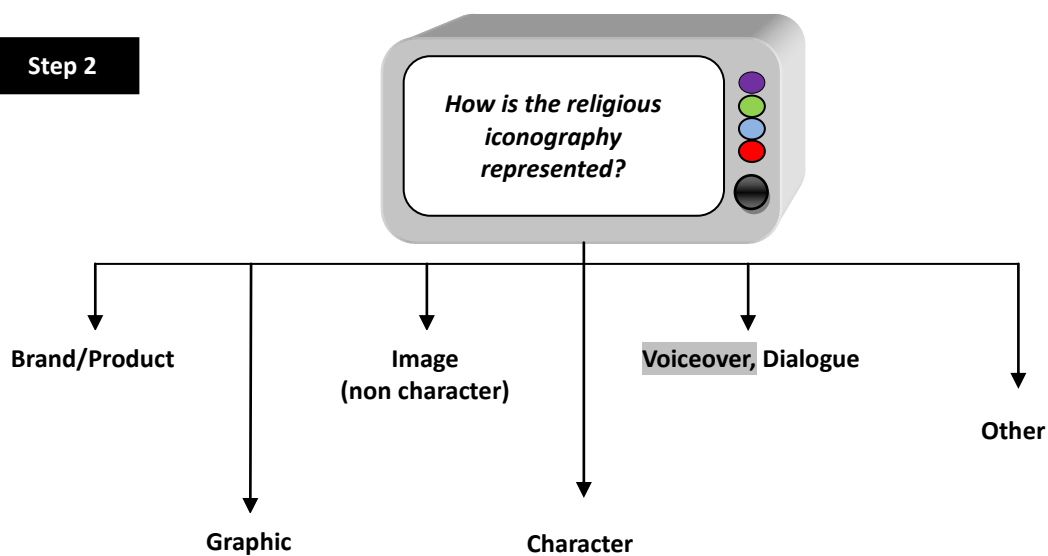 Step 2
How is the religious
iconography
represented?
Brand/Product
Image
(non character)
Voiceover, Dialogue
Other
Graphic
Character